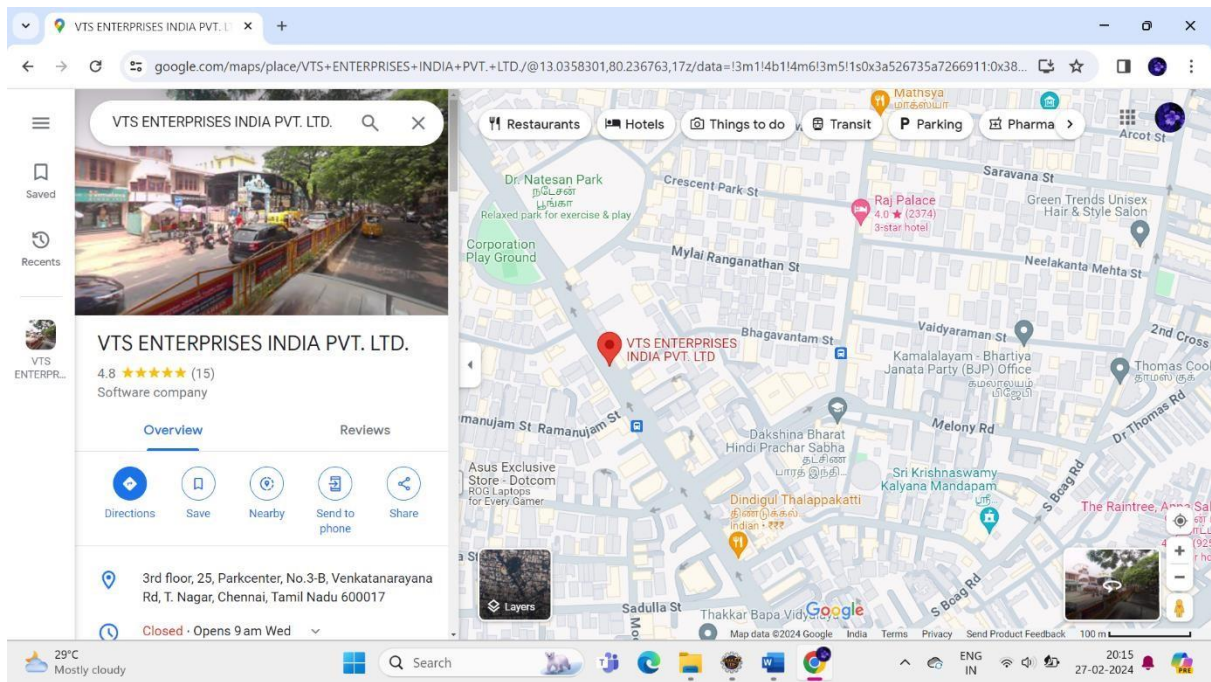 VTS ENTERPRISES INDIA PVT. L
google.com/maps/place/VTS+ENTERPRISES+INDIA+PVT.+LTD./@13.0358301,80.236763,17z/data=!3m1!4b1!4m6!3m5!1s0x3a526735a7266911:0x38...
VTS ENTERPRISES INDIA PVT. LTD.
Saved
Recents
VTS
ENTERPR...
VTS ENTERPRISES INDIA PVT. LTD.
4.8 ★★★★★ (15)
Software company
Overview
Reviews
Directions
Save
Nearby
Send to
phone
Share
3rd floor, 25, Parkcenter, No.3-B, Venkatanarayana
Rd, T. Nagar, Chennai, Tamil Nadu 600017
Closed · Opens 9 am Wed
Restaurants
Hotels
Things to do
Transit
P Parking
Pharma
Mathsya
மாத்ஸ்யா
Arcot St
Dr. Natesan Park
நடேசன்
பூங்கா
Relaxed park for exercise & play
Crescent Park St
Saravana St
Raj Palace
4.0 ★ (2374)
3-star hotel
Green Trends Unisex
Hair & Style Salon
Corporation
Play Ground
Mylai Ranganathan St
Neelakanta Mehta St
VTS ENTERPRISES
INDIA PVT. LTD
Bhagavantam St
Vaidyaraman St
2nd Cross
Kamalalayam - Bhartiya
Janata Party (BJP) Office
கமலாலயம்
பிஜேபி
Thomas Cool
தாமஸ் குக்
Ramanujam St
Dakshina Bharat
Hindi Prachar Sabha
தட்சிண
பாரத இந்தி...
Melony Rd
Dr Thomas Rd
Asus Exclusive
Store - Dotcom
ROG Laptops
for Every Gamer
Sri Krishnaswamy
Kalyana Mandapam
ஸ்ரீ...
S Boag Rd
Dindigul Thalappakatti
திண்டுக்கல்
Indian • ₹₹₹
The Raintree, Anna Sal
Layers
Sadulla St
Thakkar Bapa Vidyalaya
Google
S Boag Rd
Map data ©2024 Google India Terms Privacy Send Product Feedback 100 m
29°C
Mostly cloudy
Search
ENG
IN
20:15
27-02-2024
PRE